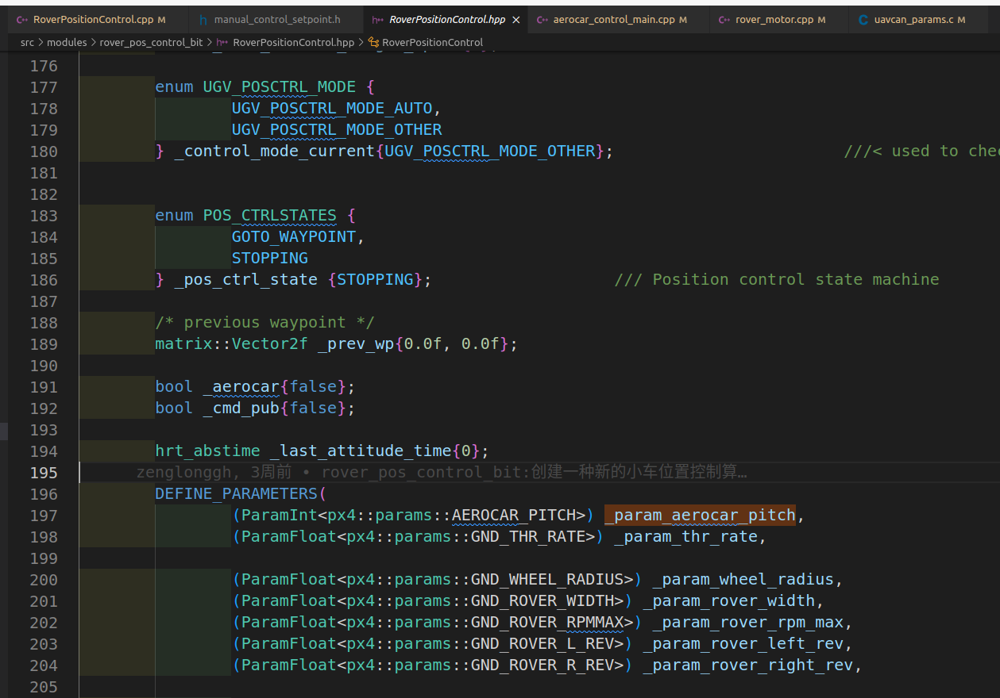 RoverPositionControl.cpp M
manual_control_setpoint.h
RoverPositionControl.hpp
aerocar_control_main.cpp M
rover_motor.cpp M
uavcan_params.c M
src > modules > rover_pos_control_bit > RoverPositionControl.hpp > RoverPositionControl
176
177 enum UGV_POSCTRL_MODE {
178 UGV_POSCTRL_MODE_AUTO,
179 UGV_POSCTRL_MODE_OTHER
180 } _control_mode_current{UGV_POSCTRL_MODE_OTHER}; ///< used to
181
182
183 enum POS_CTRLSTATES {
184 GOTO_WAYPOINT,
185 STOPPING
186 } _pos_ctrl_state {STOPPING}; /// Position control state machine
187
188 /* previous waypoint */
189 matrix::Vector2f _prev_wp{0.0f, 0.0f};
190
191 bool _aerocar{false};
192 bool _cmd_pub{false};
193
194 hrt_abstime _last_attitude_time{0};
195 zenglonggh, 3周前 • rover_pos_control_bit:创建一种新的小车位置控制算…
196 DEFINE_PARAMETERS(
197 (ParamInt<px4::params::AEROCAR_PITCH>) _param_aerocar_pitch,
198 (ParamFloat<px4::params::GND_THR_RATE>) _param_thr_rate,
199
200 (ParamFloat<px4::params::GND_WHEEL_RADIUS>) _param_wheel_radius,
201 (ParamFloat<px4::params::GND_ROVER_WIDTH>) _param_rover_width,
202 (ParamFloat<px4::params::GND_ROVER_RPMMAX>) _param_rover_rpm_max,
203 (ParamFloat<px4::params::GND_ROVER_L_REV>) _param_rover_left_rev,
204 (ParamFloat<px4::params::GND_ROVER_R_REV>) _param_rover_right_rev,
205